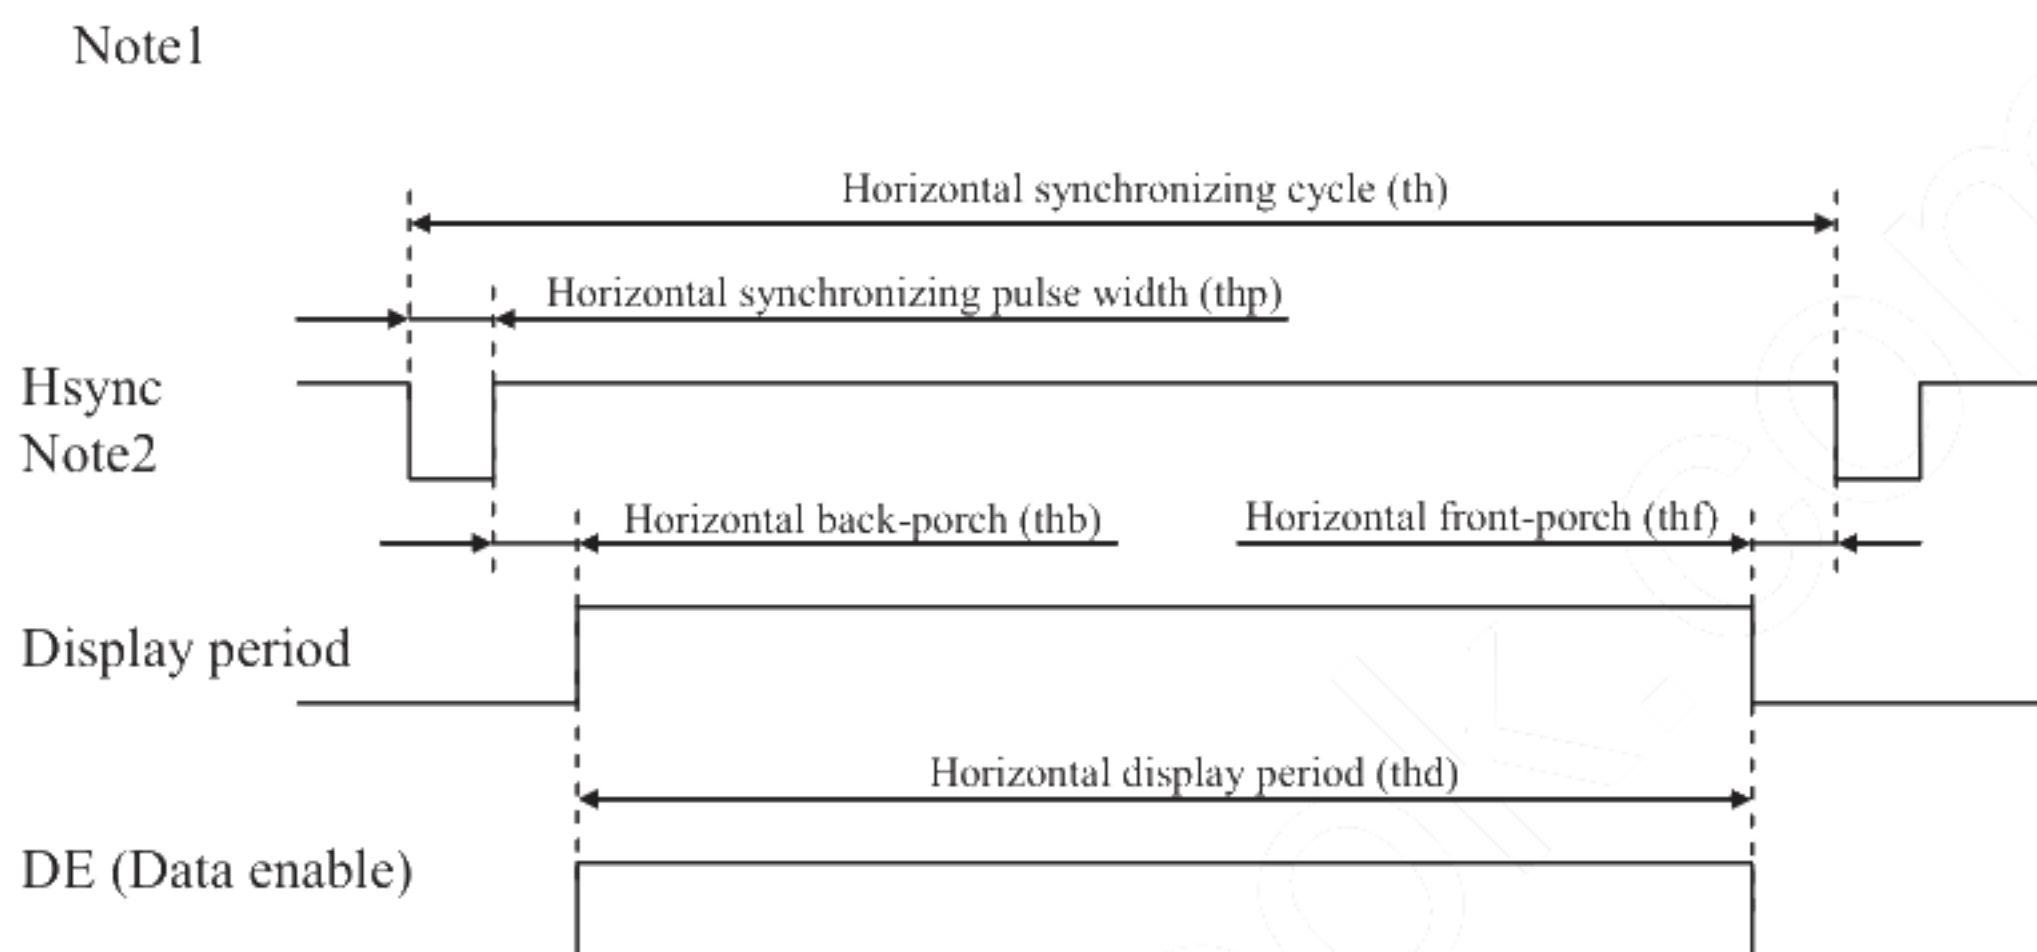 Note1
Horizontal synchronizing cycle (th)
Horizontal synchronizing pulse width (thp)
Hsync
Note2
Horizontal back-porch (thb)
Horizontal front-porch (thf)
Display period
Horizontal display period (thd)
DE (Data enable)